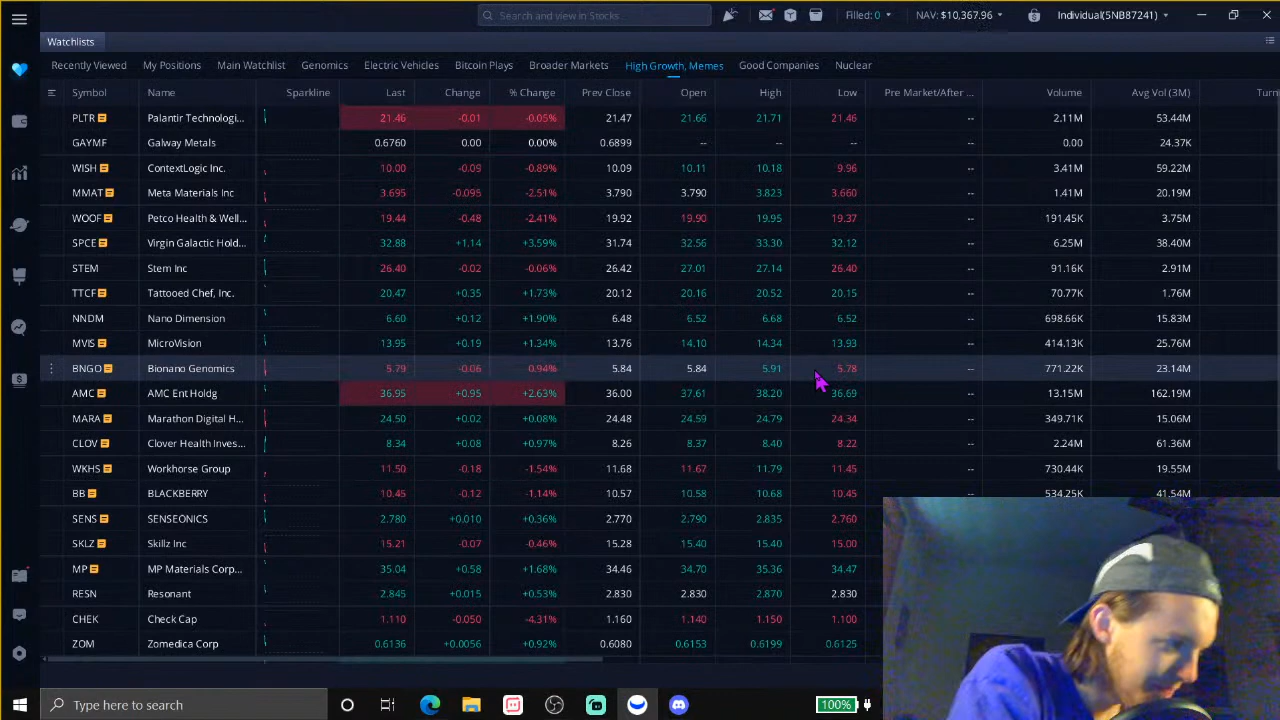 Search and view in Stocks Filled: 0 NAV: $10,367.96 Individual(5NB87241)
Watchlists
Recently Viewed My Positions Main Watchlist Genomics Electric Vehicles Bitcoin Plays Broader Markets High Growth, Memes Good Companies Nuclear
Symbol Name Sparkline Last Change % Change Prev Close Open High Low Pre Market/After ... Volume Avg Vol (3M) Turn
PLTR Palantir Technologi... 21.46 -0.01 -0.05% 21.47 21.66 21.71 21.46 -- 2.11M 53.44M
GAYMF Galway Metals 0.6760 0.00 0.00% 0.6899 -- -- -- -- 0.00 24.37K
WISH ContextLogic Inc. 10.00 -0.09 -0.89% 10.09 10.11 10.18 9.96 -- 3.41M 59.22M
MMAT Meta Materials Inc 3.695 -0.095 -2.51% 3.790 3.790 3.823 3.660 -- 1.41M 20.19M
WOOF Petco Health & Well... 19.44 -0.48 -2.41% 19.92 19.90 19.95 19.37 -- 191.45K 3.75M
SPCE Virgin Galactic Hold... 32.88 +1.14 +3.59% 31.74 32.56 33.30 32.12 -- 6.25M 38.40M
STEM Stem Inc 26.40 -0.02 -0.06% 26.42 27.01 27.14 26.40 -- 91.16K 2.91M
TTCF Tattooed Chef, Inc. 20.47 +0.35 +1.73% 20.12 20.16 20.52 20.15 -- 70.77K 1.76M
NNDM Nano Dimension 6.60 +0.12 +1.90% 6.48 6.52 6.68 6.52 -- 698.66K 15.83M
MVIS MicroVision 13.95 +0.19 +1.34% 13.76 14.10 14.34 13.93 -- 414.13K 25.76M
BNGO Bionano Genomics 5.79 -0.06 -0.94% 5.84 5.84 5.91 5.78 -- 771.22K 23.14M
AMC AMC Ent Holdg 36.95 +0.95 +2.63% 36.00 37.61 38.20 36.69 -- 13.15M 162.19M
MARA Marathon Digital H... 24.50 +0.02 +0.08% 24.48 24.59 24.79 24.34 -- 349.71K 15.06M
CLOV Clover Health Inves... 8.34 +0.08 +0.97% 8.26 8.37 8.40 8.22 -- 2.24M 61.36M
WKHS Workhorse Group 11.50 -0.18 -1.54% 11.68 11.67 11.79 11.45 -- 730.44K 19.55M
BB BLACKBERRY 10.45 -0.12 -1.14% 10.57 10.58 10.68 10.45 -- 534.25K 41.54M
SENS SENSEONICS 2.780 +0.010 +0.36% 2.770 2.790 2.835 2.760
SKLZ Skillz Inc 15.21 -0.07 -0.46% 15.28 15.40 15.40 15.00
MP MP Materials Corp... 35.04 +0.58 +1.68% 34.46 34.70 35.36 34.47
RESN Resonant 2.845 +0.015 +0.53% 2.830 2.830 2.870 2.830
CHEK Check Cap 1.110 -0.050 -4.31% 1.160 1.140 1.150 1.100
ZOM Zomedica Corp 0.6136 +0.0056 +0.92% 0.6080 0.6153 0.6199 0.6125
Type here to search 100%